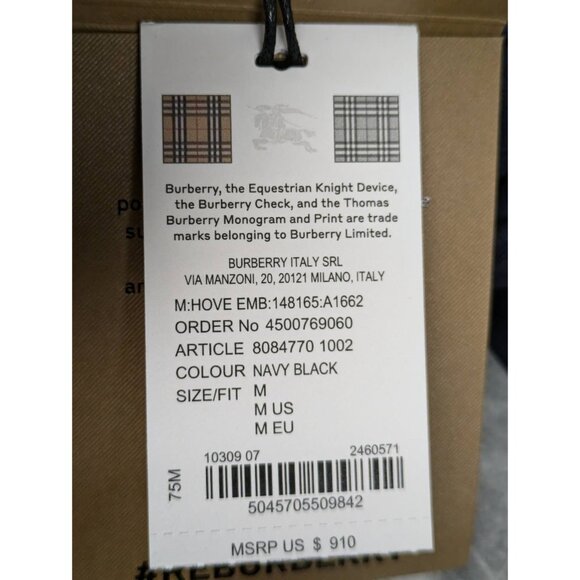 Burberry, the Equestrian Knight Device,
the Burberry Check, and the Thomas
Burberry Monogram and Print are trade
marks belonging to Burberry Limited.
BURBERRY ITALY SRL
VIA MANZONI, 20, 20121 MILANO, ITALY
M:HOVE EMB:148165:A1662
ORDER No 4500769060
ARTICLE 8084770 1002
COLOUR NAVY BLACK
SIZE/FIT M
M US
M EU
10309 07 2460571
75M
5045705509842
MSRP US $ 910
#REBURBERRY